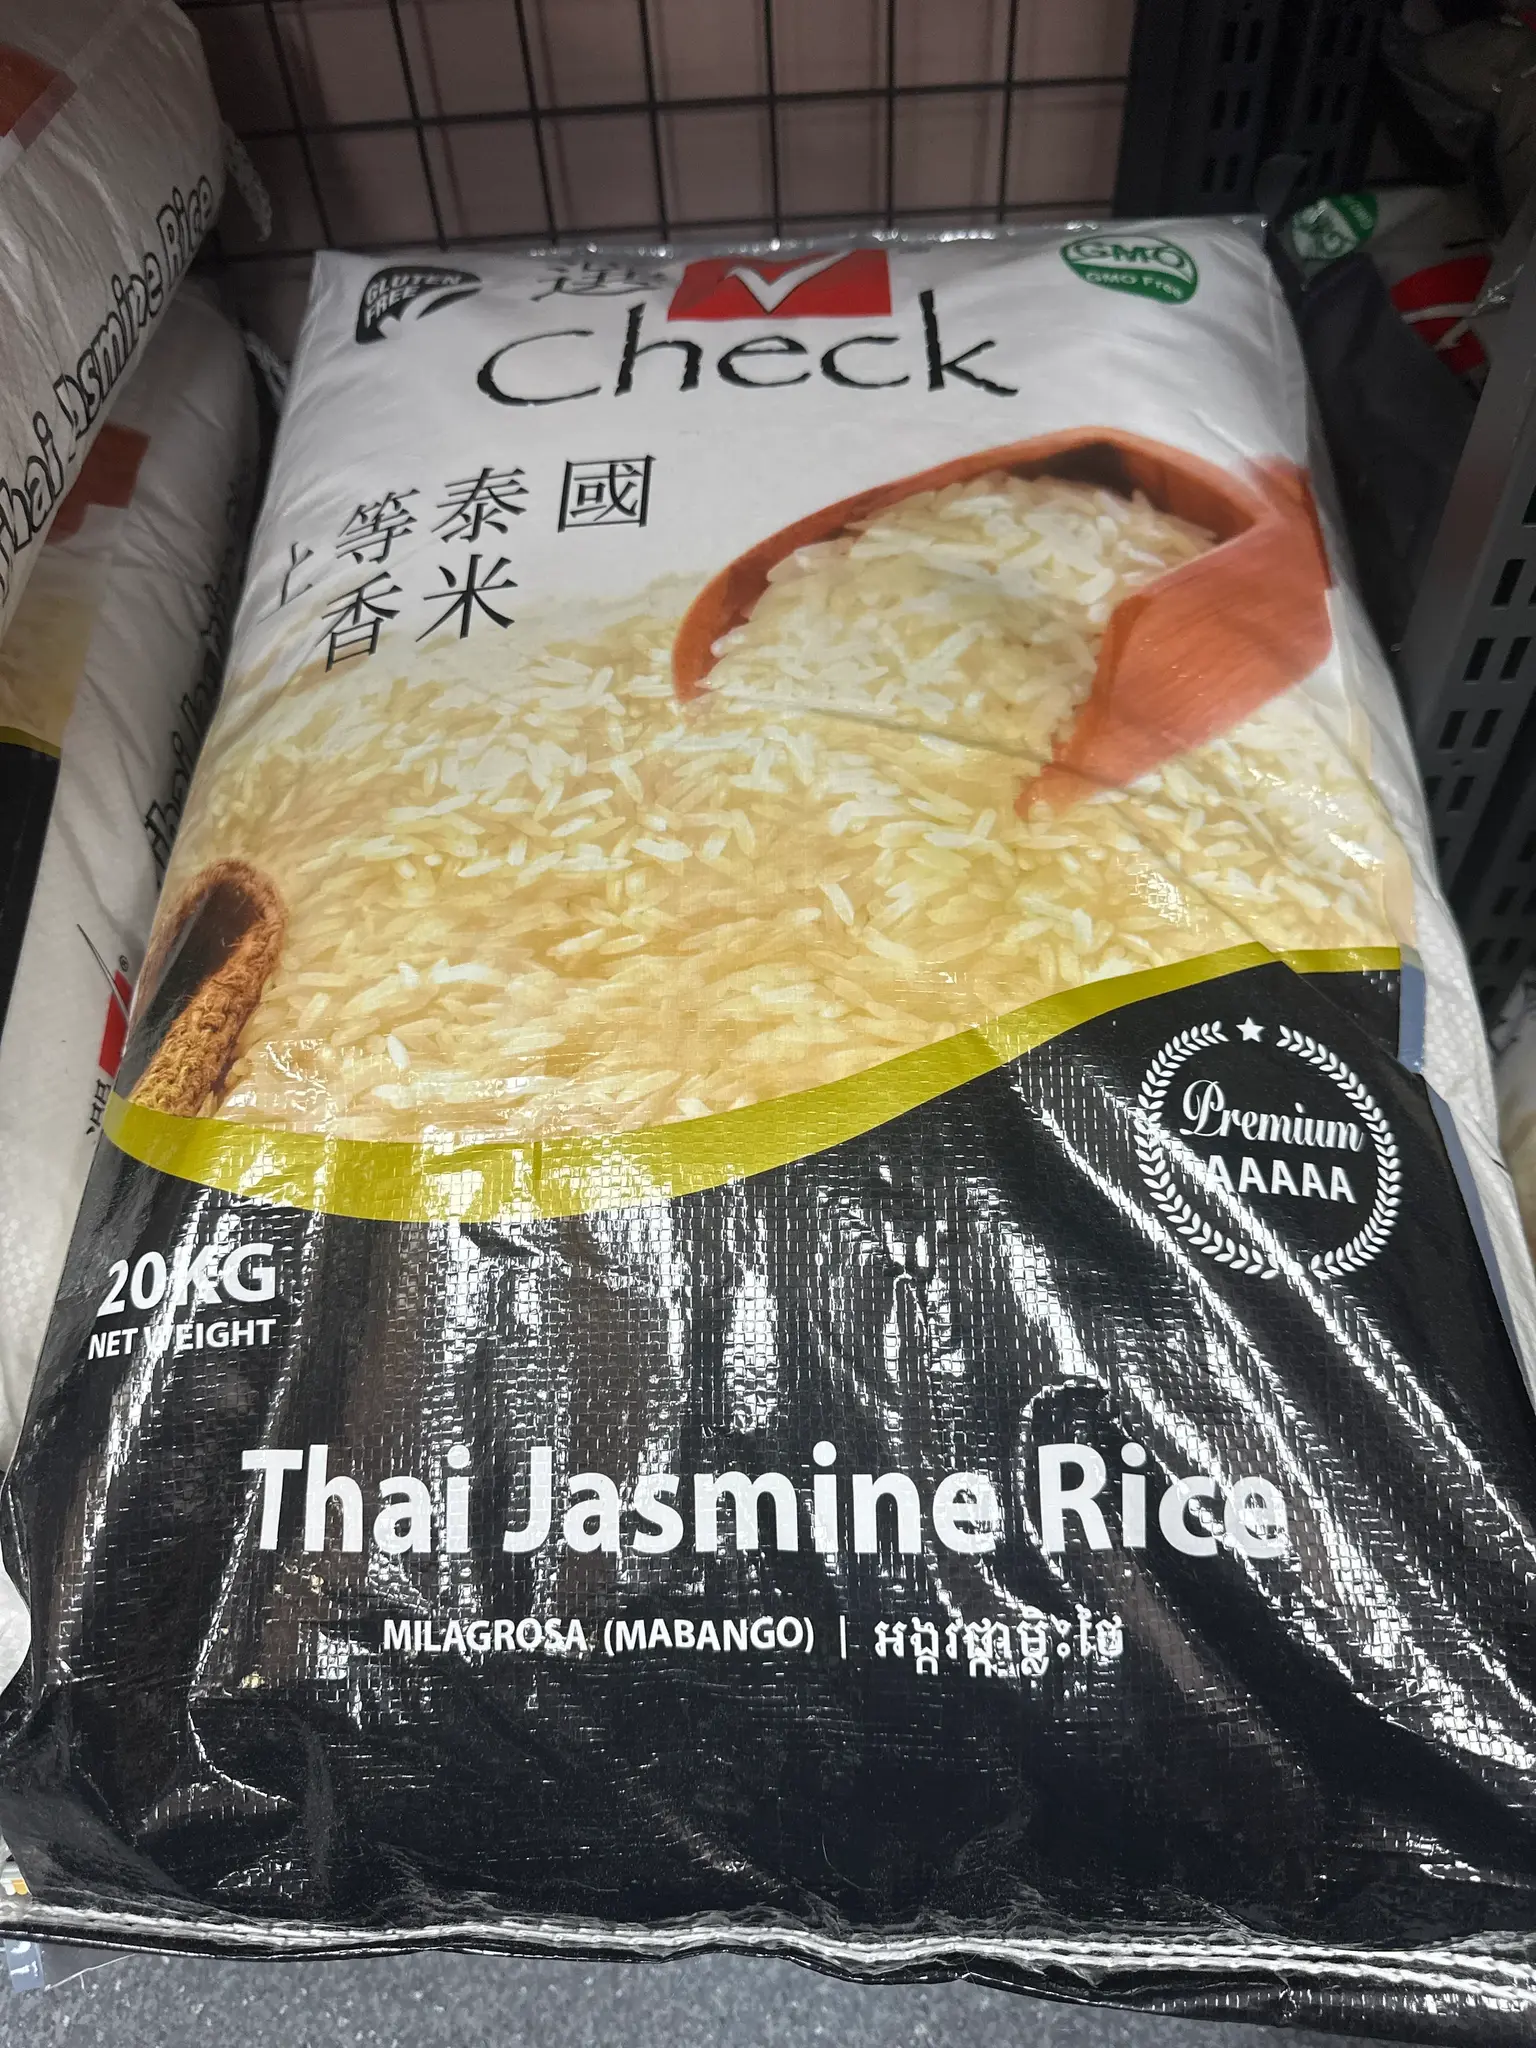 GLUTEN
FREE
選
Check
GMO
GMO Free
上等泰國
香米
Premium
AAAAA
20KG
NET WEIGHT
Thai Jasmine Rice
MILAGROSA (MABANGO) | អង្ករផ្កាម្លិះថៃ
Thai Jasmine Rice